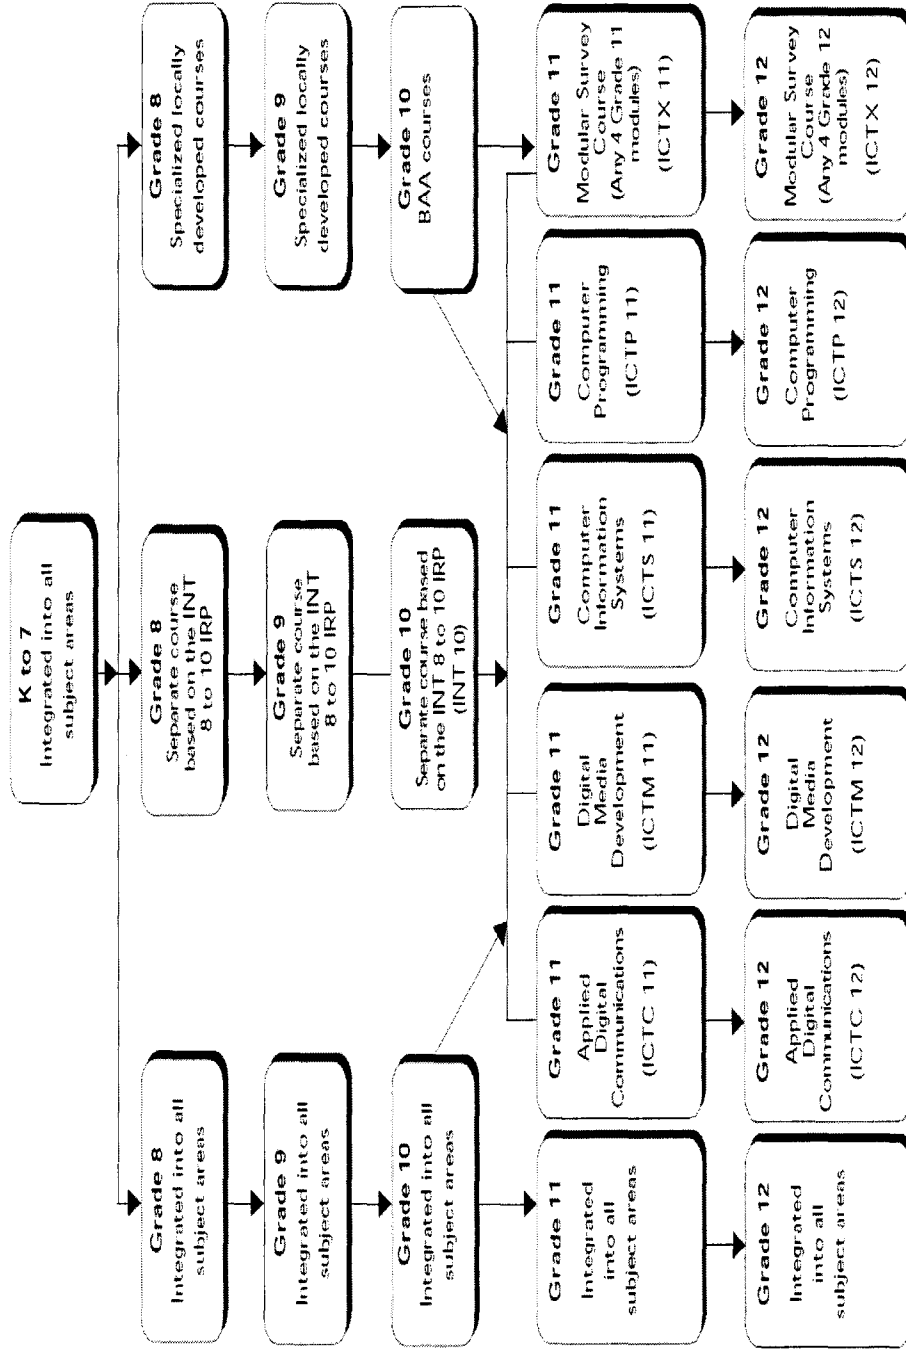 K to 7
Integrated into all
subject areas
Grade 8
Integrated into all
subject areas
Grade 8
Separate course
based on the INT
8 to 10 IRP
Grade 8
Specialized locally
developed courses
Grade 9
Integrated into all
subject areas
Grade 9
Separate course
based on the INT
8 to 10 IRP
Grade 9
Specialized locally
developed courses
Grade 10
Integrated into all
subject areas
Grade 10
Separate course based
on the INT 8 to 10 IRP
(INT 10)
Grade 10
BAA courses
Grade 11
Integrated
into all
subject areas
Grade 11
Applied
Digital
Communications
(ICTC 11)
Grade 11
Digital
Media
Development
(ICTM 11)
Grade 11
Computer
Information
Systems
(ICTS 11)
Grade 11
Computer
Programming
(ICTP 11)
Grade 11
Modular Survey
Course
(Any 4 Grade 11
modules)
(ICTX 11)
Grade 12
Integrated
into all
subject areas
Grade 12
Applied
Digital
Communications
(ICTC 12)
Grade 12
Digital
Media
Development
(ICTM 12)
Grade 12
Computer
Information
Systems
(ICTS 12)
Grade 12
Computer
Programming
(ICTP 12)
Grade 12
Modular Survey
Course
(Any 4 Grade 12
modules)
(ICTX 12)